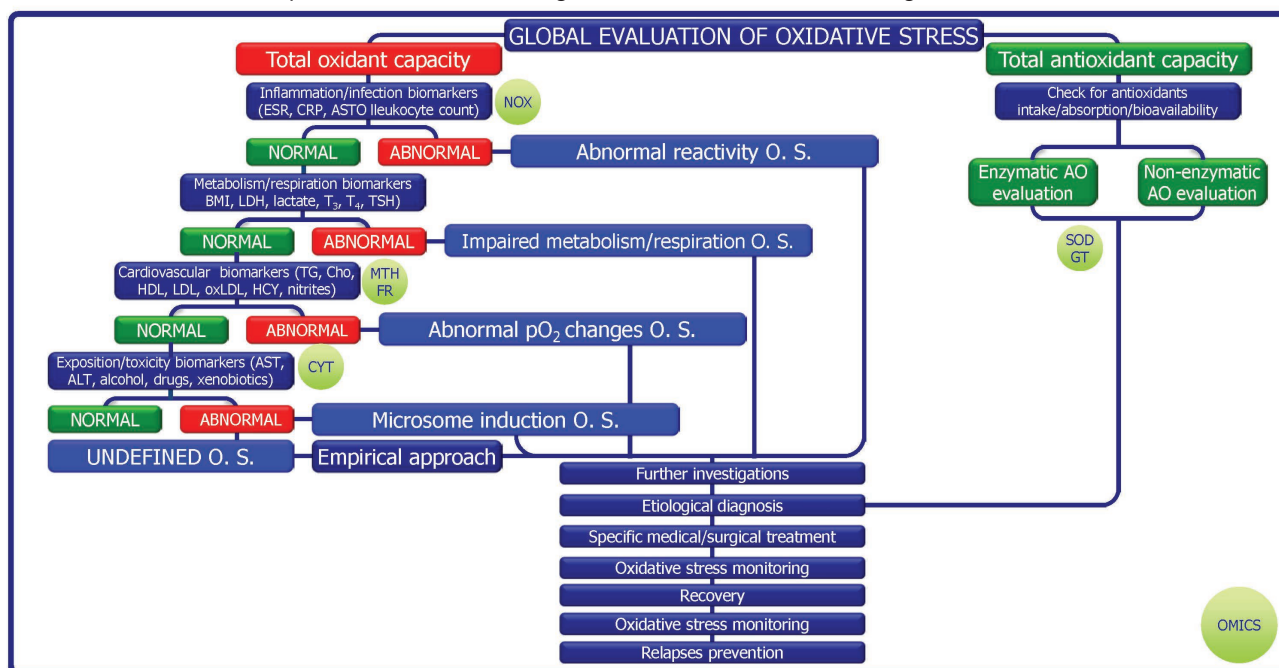 GLOBAL EVALUATION OF OXIDATIVE STRESS
Total oxidant capacity
Total antioxidant capacity
Inflammation/infection biomarkers
(ESR, CRP, ASTO lleukocyte count)
NOX
Check for antioxidants
intake/absorption/bioavailability
NORMAL
ABNORMAL
Abnormal reactivity O. S.
Enzymatic AO
evaluation
Non-enzymatic
AO evaluation
Metabolism/respiration biomarkers
BMI, LDH, lactate, T3, T4, TSH)
NORMAL
ABNORMAL
Impaired metabolism/respiration O. S.
SOD
GT
Cardiovascular biomarkers (TG, Cho,
HDL, LDL, oxLDL, HCY, nitrites)
MTH
FR
NORMAL
ABNORMAL
Abnormal pO2 changes O. S.
Exposition/toxicity biomarkers (AST,
ALT, alcohol, drugs, xenobiotics)
CYT
NORMAL
ABNORMAL
Microsome induction O. S.
UNDEFINED O. S.
Empirical approach
Further investigations
Etiological diagnosis
Specific medical/surgical treatment
Oxidative stress monitoring
Recovery
Oxidative stress monitoring
Relapses prevention
OMICS